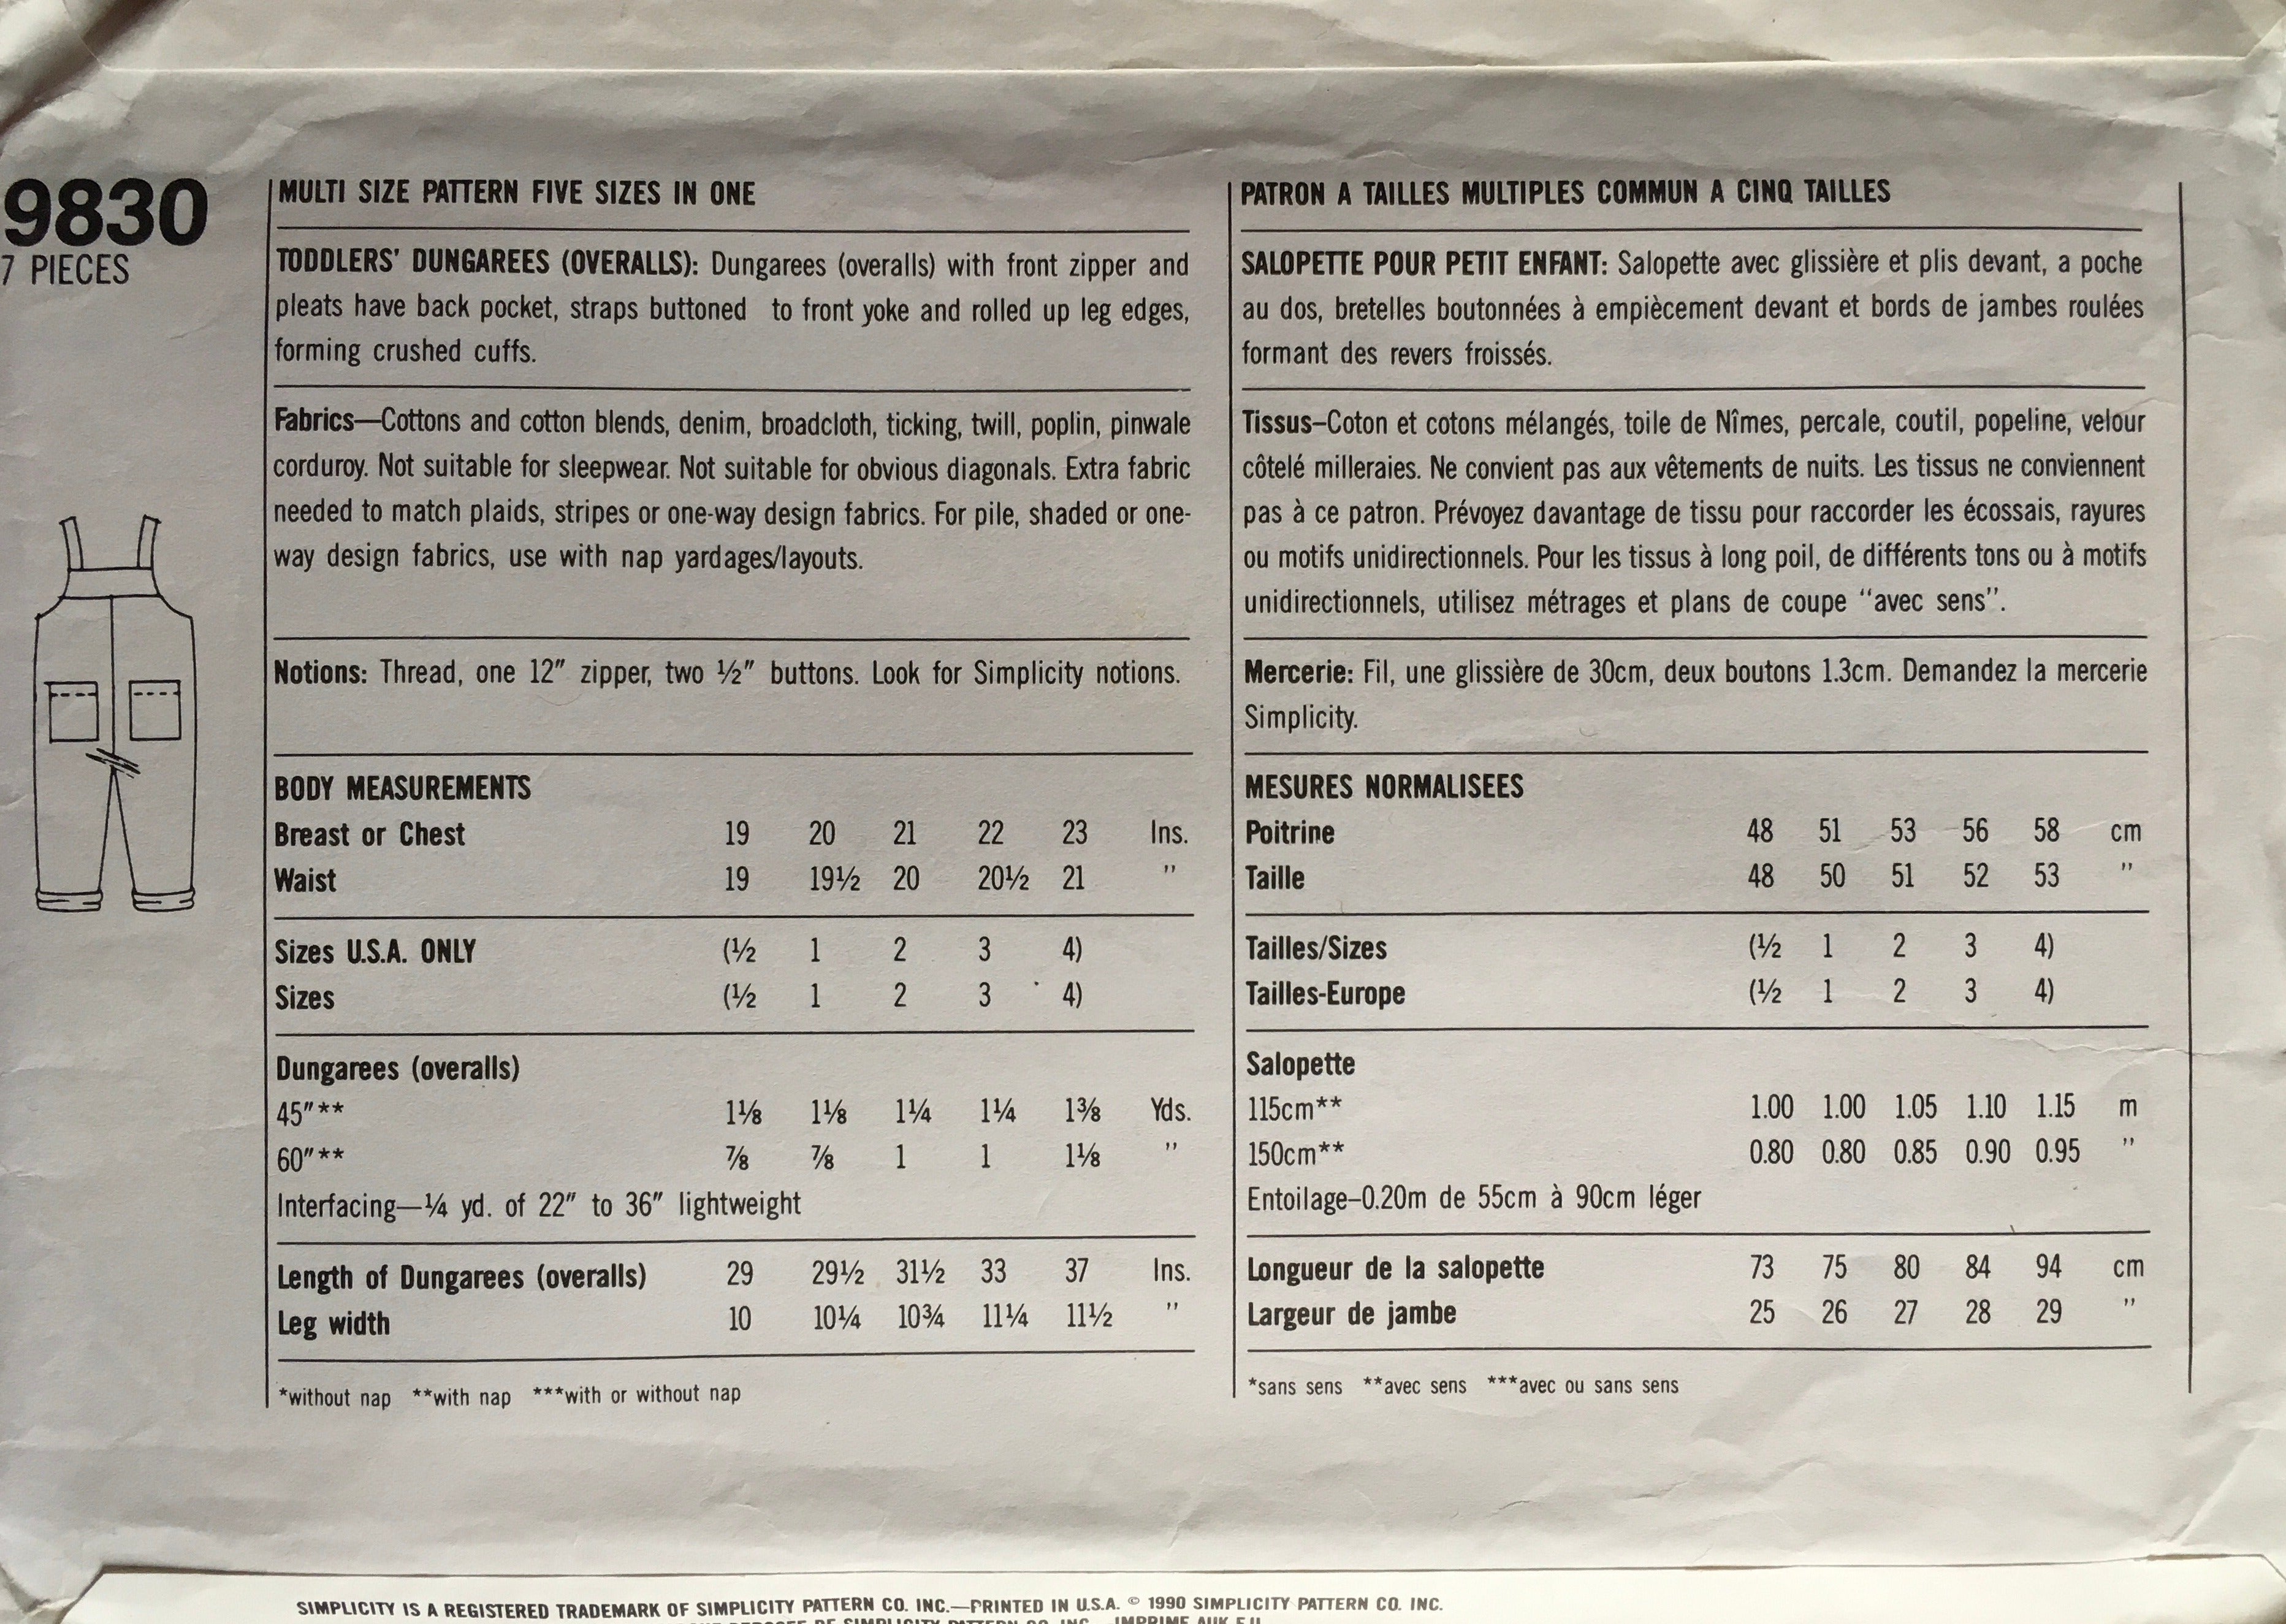 9830
7 PIECES
MULTI SIZE PATTERN FIVE SIZES IN ONE
TODDLERS' DUNGAREES (OVERALLS): Dungarees (overalls) with front zipper and
pleats have back pocket, straps buttoned to front yoke and rolled up leg edges,
forming crushed cuffs.
Fabrics—Cottons and cotton blends, denim, broadcloth, ticking, twill, poplin, pinwale
corduroy. Not suitable for sleepwear. Not suitable for obvious diagonals. Extra fabric
needed to match plaids, stripes or one-way design fabrics. For pile, shaded or one-
way design fabrics, use with nap yardages/layouts.
Notions: Thread, one 12" zipper, two ½" buttons. Look for Simplicity notions.
BODY MEASUREMENTS
Breast or Chest 19 20 21 22 23 Ins.
Waist 19 19½ 20 20½ 21 "
Sizes U.S.A. ONLY (½ 1 2 3 4)
Sizes (½ 1 2 3 4)
Dungarees (overalls)
45"** 1⅛ 1⅛ 1¼ 1¼ 1⅜ Yds.
60"** ⅞ ⅞ 1 1 1⅛ "
Interfacing—¼ yd. of 22" to 36" lightweight
Length of Dungarees (overalls) 29 29½ 31½ 33 37 Ins.
Leg width 10 10¼ 10¾ 11¼ 11½ "
*without nap **with nap ***with or without nap
PATRON A TAILLES MULTIPLES COMMUN A CINQ TAILLES
SALOPETTE POUR PETIT ENFANT: Salopette avec glissière et plis devant, a poche
au dos, bretelles boutonnées à empiècement devant et bords de jambes roulées
formant des revers froissés.
Tissus–Coton et cotons mélangés, toile de Nîmes, percale, coutil, popeline, velour
côtelé milleraies. Ne convient pas aux vêtements de nuits. Les tissus ne conviennent
pas à ce patron. Prévoyez davantage de tissu pour raccorder les écossais, rayures
ou motifs unidirectionnels. Pour les tissus à long poil, de différents tons ou à motifs
unidirectionnels, utilisez métrages et plans de coupe "avec sens".
Mercerie: Fil, une glissière de 30cm, deux boutons 1.3cm. Demandez la mercerie
Simplicity.
MESURES NORMALISEES
Poitrine 48 51 53 56 58 cm
Taille 48 50 51 52 53 "
Tailles/Sizes (½ 1 2 3 4)
Tailles-Europe (½ 1 2 3 4)
Salopette
115cm** 1.00 1.00 1.05 1.10 1.15 m
150cm** 0.80 0.80 0.85 0.90 0.95 "
Entoilage–0.20m de 55cm à 90cm léger
Longueur de la salopette 73 75 80 84 94 cm
Largeur de jambe 25 26 27 28 29 "
*sans sens **avec sens ***avec ou sans sens
SIMPLICITY IS A REGISTERED TRADEMARK OF SIMPLICITY PATTERN CO. INC.—PRINTED IN U.S.A. © 1990 SIMPLICITY PATTERN CO. INC.